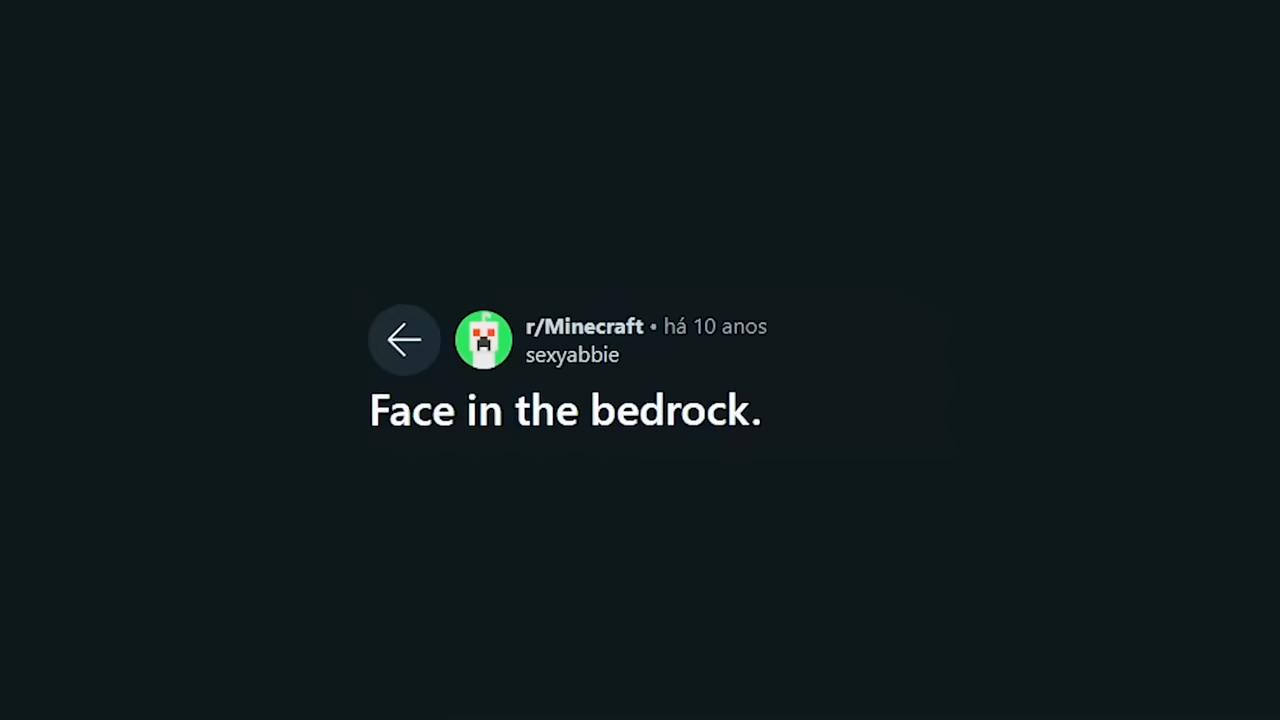 r/Minecraft • há 10 anos
sexyabbie
Face in the bedrock.